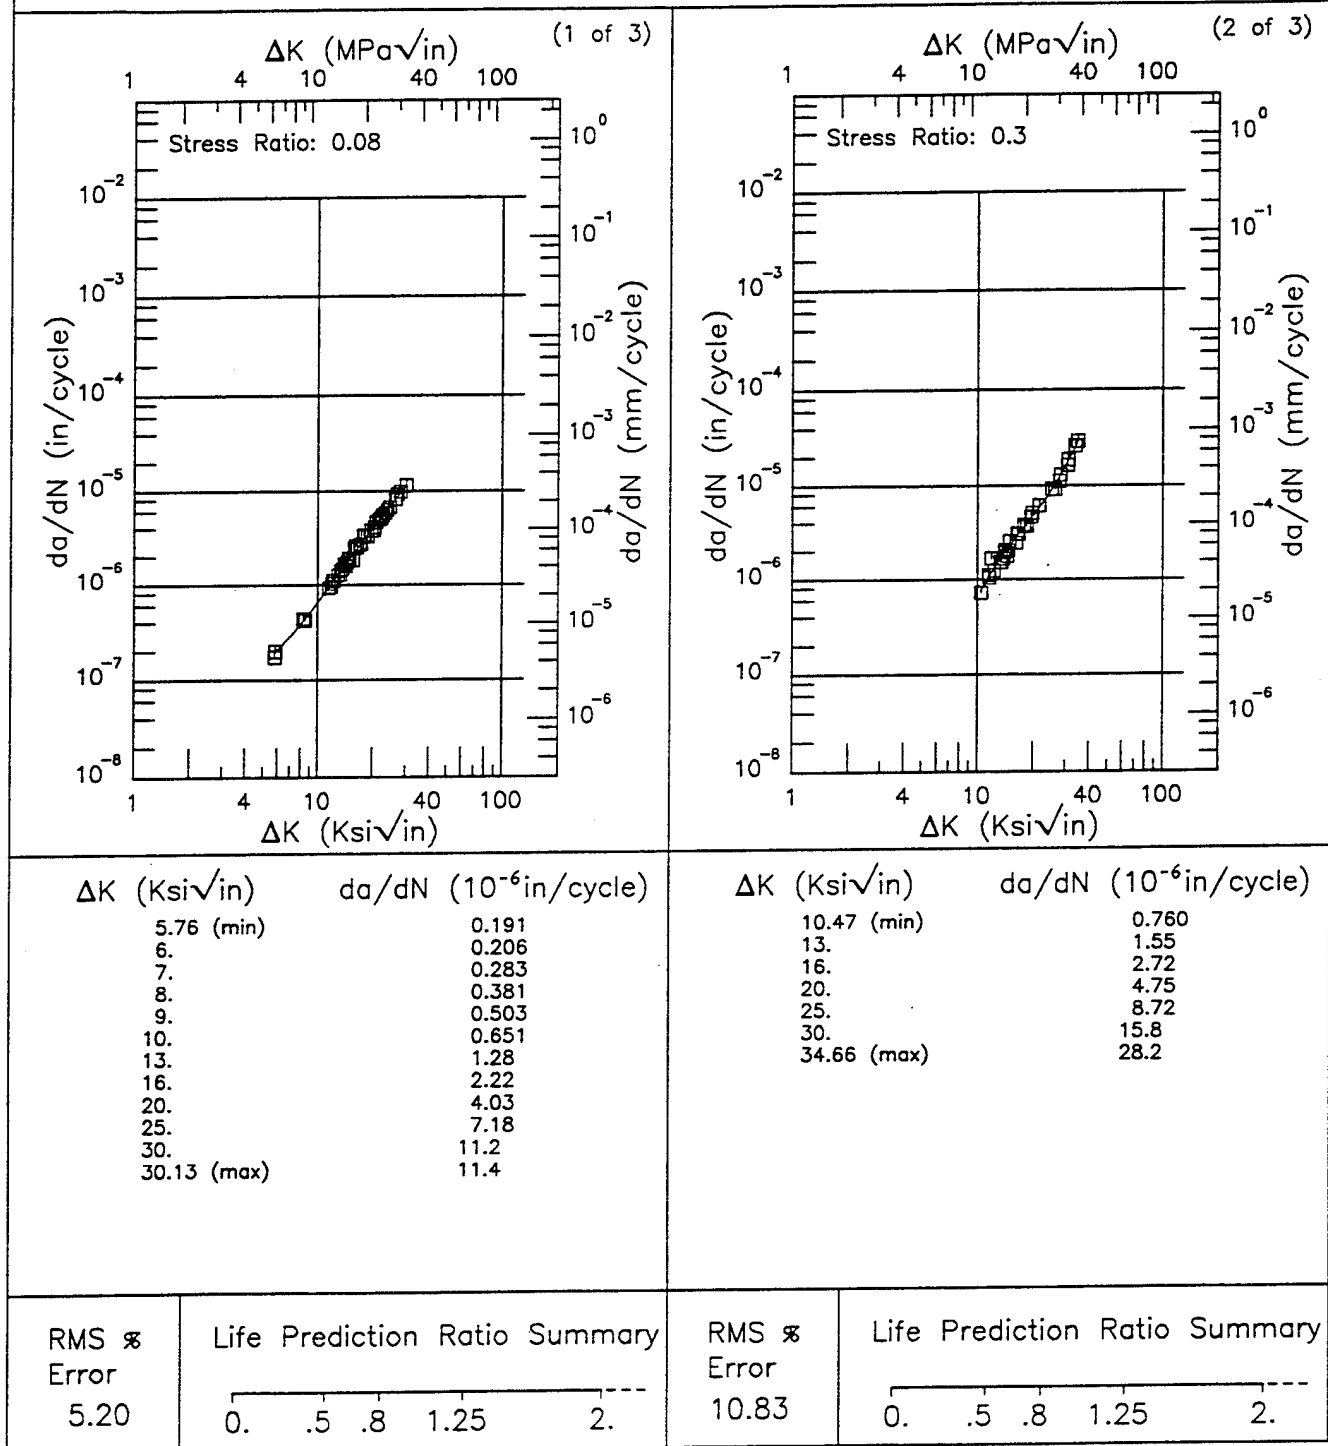 (1 of 3)
ΔK (MPa√in)
1 4 10 40 100
Stress Ratio: 0.08
10⁻²
10⁻³
10⁻⁴
10⁻⁵
10⁻⁶
10⁻⁷
10⁻⁸
da/dN (in/cycle)
10⁰
10⁻¹
10⁻²
10⁻³
10⁻⁴
10⁻⁵
10⁻⁶
da/dN (mm/cycle)
1 4 10 40 100
ΔK (Ksi√in)
(2 of 3)
ΔK (MPa√in)
1 4 10 40 100
Stress Ratio: 0.3
10⁻²
10⁻³
10⁻⁴
10⁻⁵
10⁻⁶
10⁻⁷
10⁻⁸
da/dN (in/cycle)
10⁰
10⁻¹
10⁻²
10⁻³
10⁻⁴
10⁻⁵
10⁻⁶
da/dN (mm/cycle)
1 4 10 40 100
ΔK (Ksi√in)
ΔK (Ksi√in) da/dN (10⁻⁶in/cycle)
5.76 (min) 0.191
6. 0.206
7. 0.283
8. 0.381
9. 0.503
10. 0.651
13. 1.28
16. 2.22
20. 4.03
25. 7.18
30. 11.2
30.13 (max) 11.4
ΔK (Ksi√in) da/dN (10⁻⁶in/cycle)
10.47 (min) 0.760
13. 1.55
16. 2.72
20. 4.75
25. 8.72
30. 15.8
34.66 (max) 28.2
RMS %
Error
5.20
Life Prediction Ratio Summary
0. .5 .8 1.25 2.
RMS %
Error
10.83
Life Prediction Ratio Summary
0. .5 .8 1.25 2.